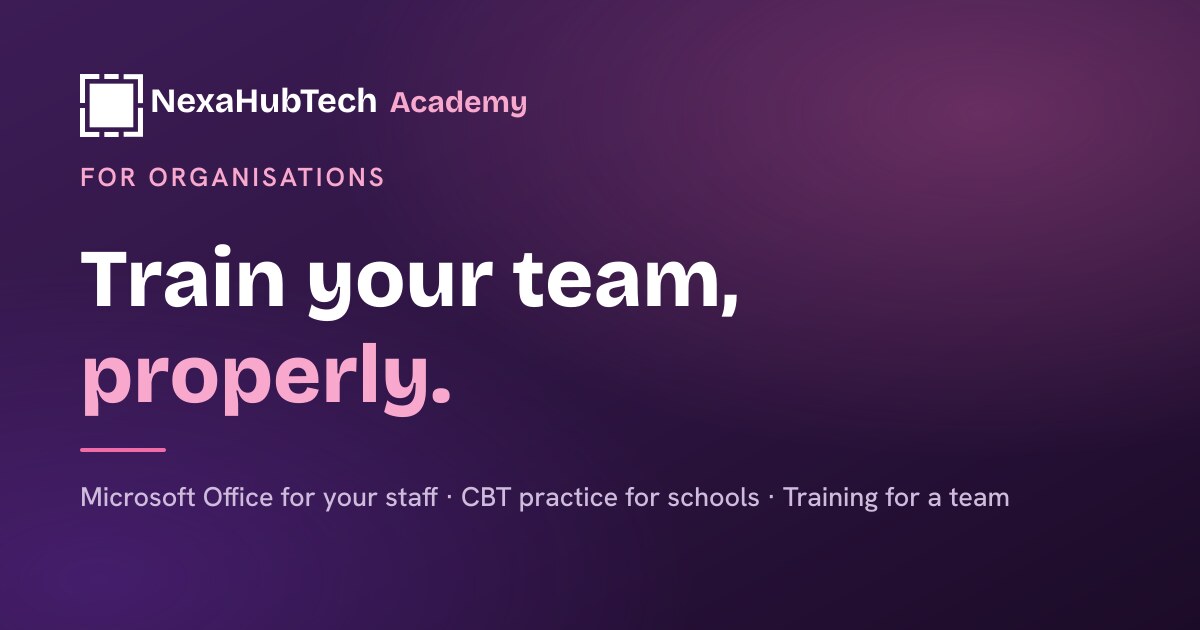 NexaHubTech Academy
FOR ORGANISATIONS
Train your team,
properly.
Microsoft Office for your staff · CBT practice for schools · Training for a team